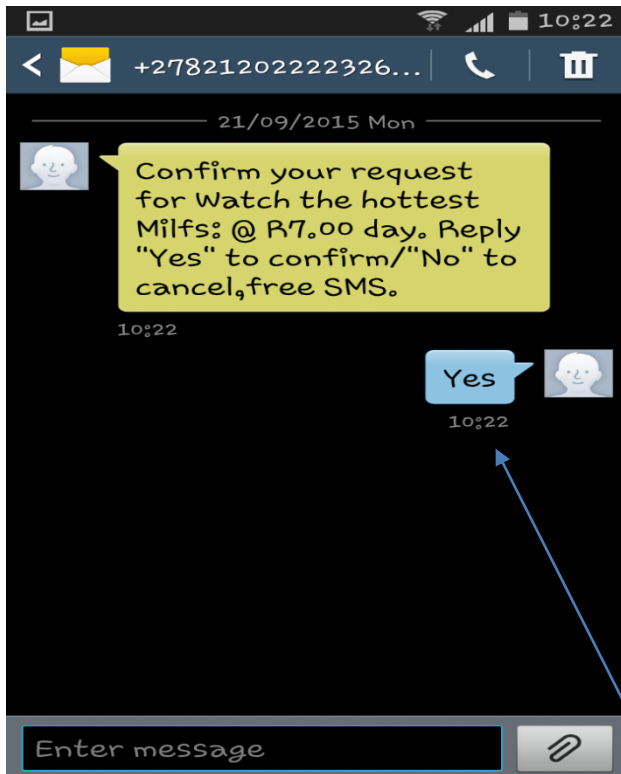 10:22
+27821202222326...
21/09/2015 Mon
Confirm your request
for Watch the hottest
Milfs: @ R7.00 day. Reply
"Yes" to confirm/"No" to
cancel,free SMS.
10:22
Yes
10:22
Enter message